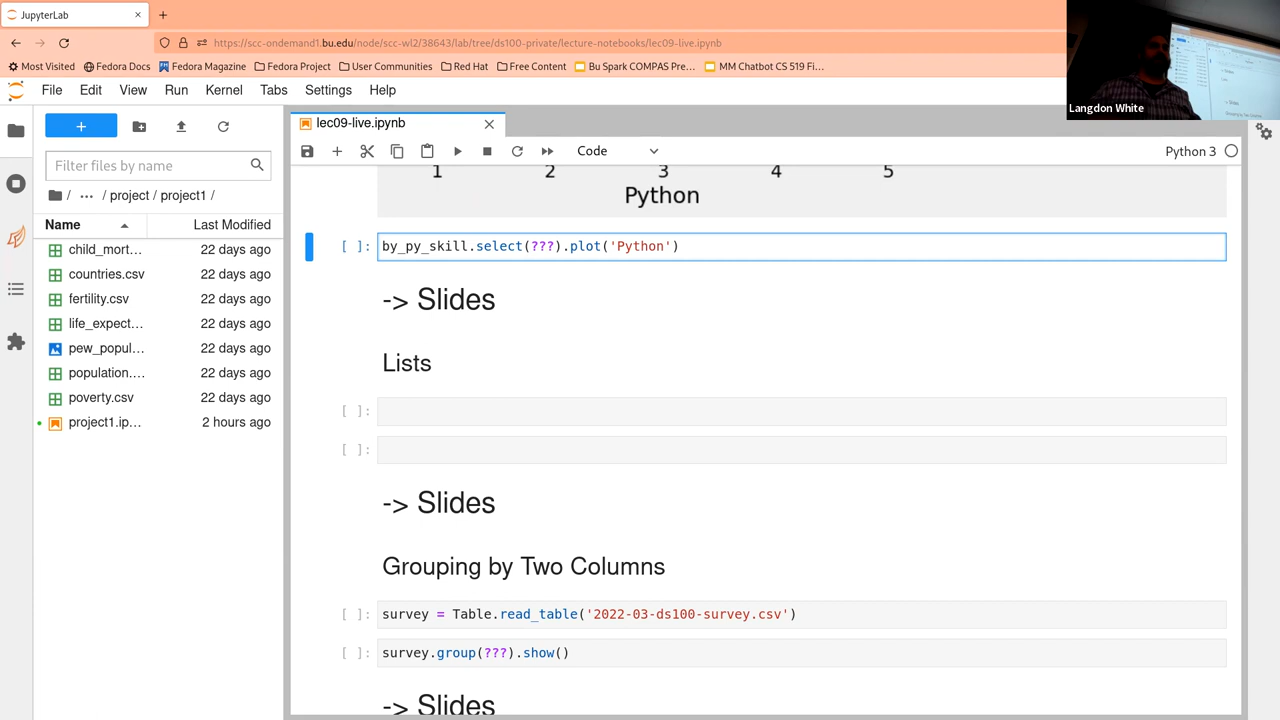 JupyterLab
https://scc-ondemand1.bu.edu/node/scc-wl2/38643/lab/tree/ds100-private/lecture-notebooks/lec09-live.ipynb
Most Visited Fedora Docs Fedora Magazine Fedora Project User Communities Red Hat Free Content Bu Spark COMPAS Pre... MM Chatbot CS 519 Fi...
Langdon White
File Edit View Run Kernel Tabs Settings Help
lec09-live.ipynb
Filter files by name
Code
Python 3
/ ... / project / project1 /
Name Last Modified
child_mort... 22 days ago
countries.csv 22 days ago
fertility.csv 22 days ago
life_expect... 22 days ago
pew_popul... 22 days ago
population.... 22 days ago
poverty.csv 22 days ago
project1.ip... 2 hours ago
1 2 3 4 5
Python
[ ]: by_py_skill.select(???).plot('Python')
-> Slides
Lists
[ ]:
[ ]:
-> Slides
Grouping by Two Columns
[ ]: survey = Table.read_table('2022-03-ds100-survey.csv')
[ ]: survey.group(???).show()
-> Slides